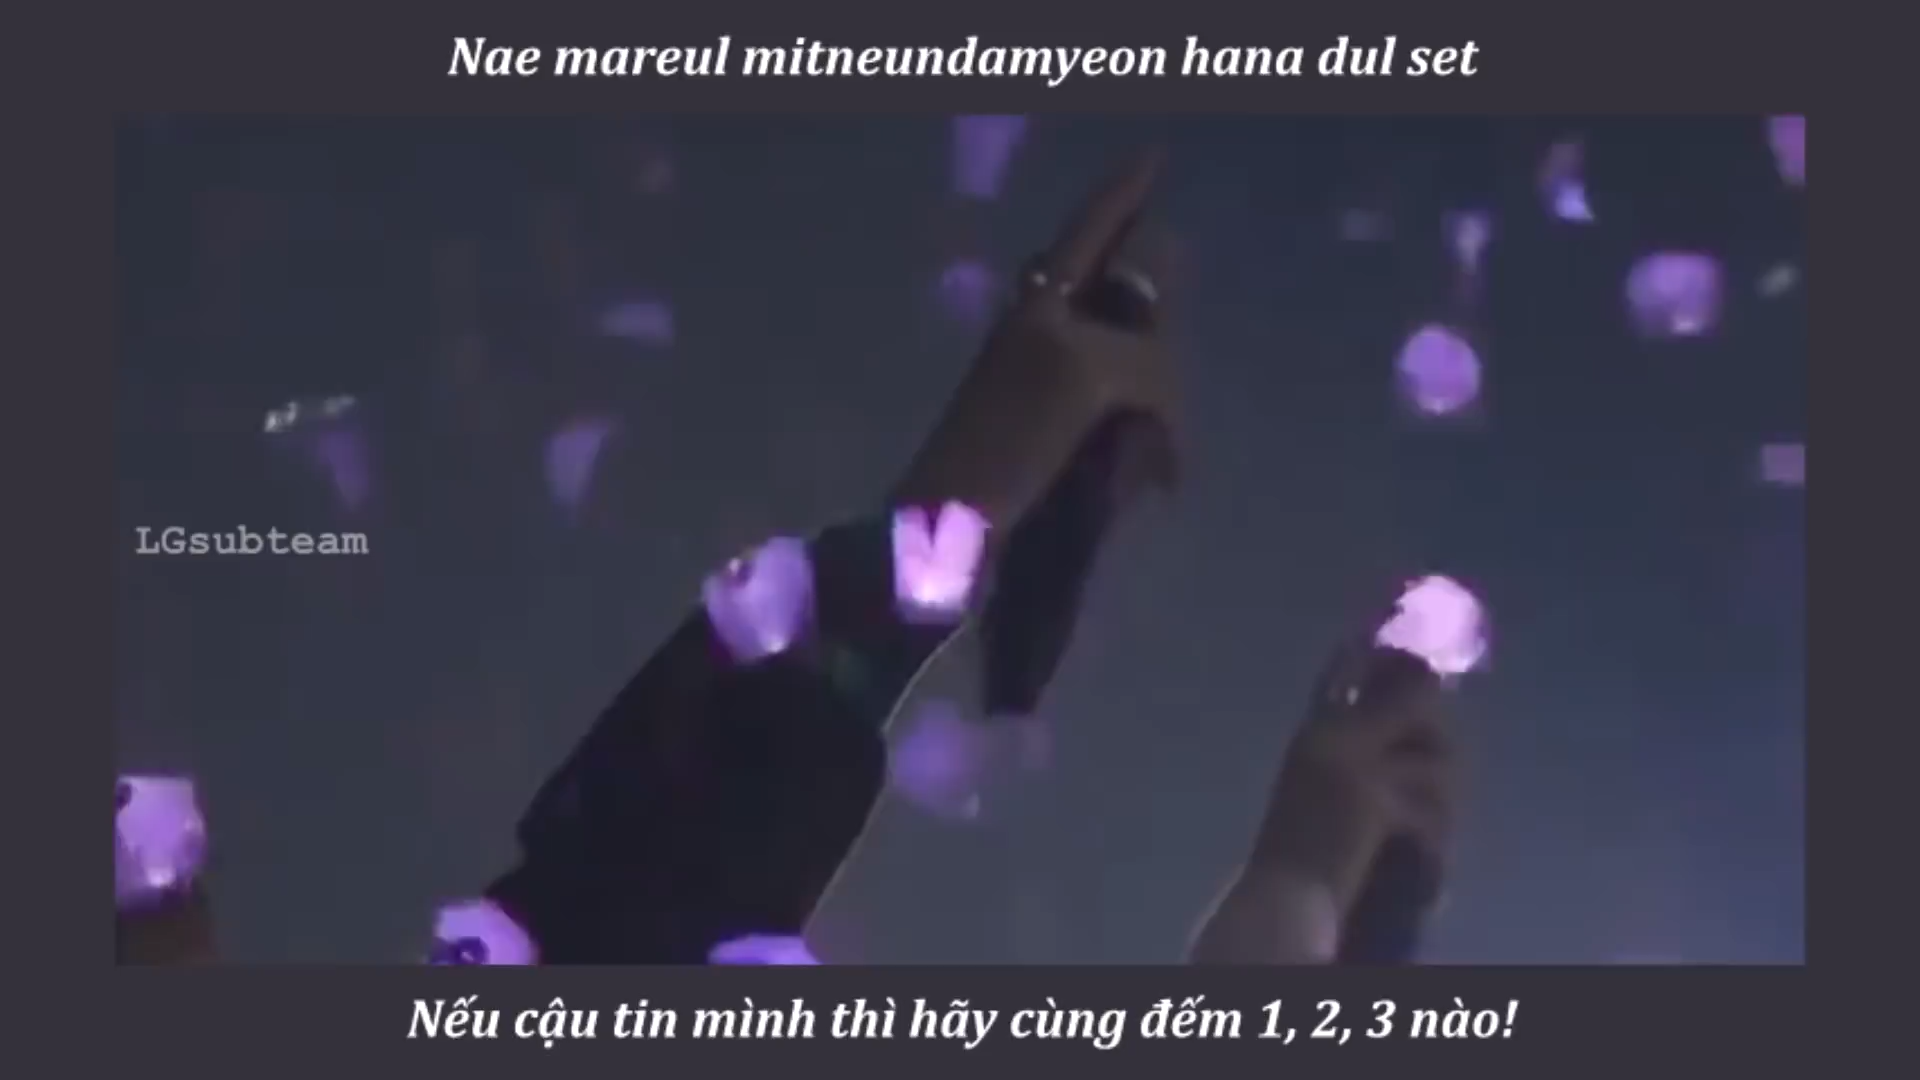 Nae mareul mitneundamyeon hana dul set
LGsubteam
Nếu cậu tin mình thì hãy cùng đếm 1, 2, 3 nào!